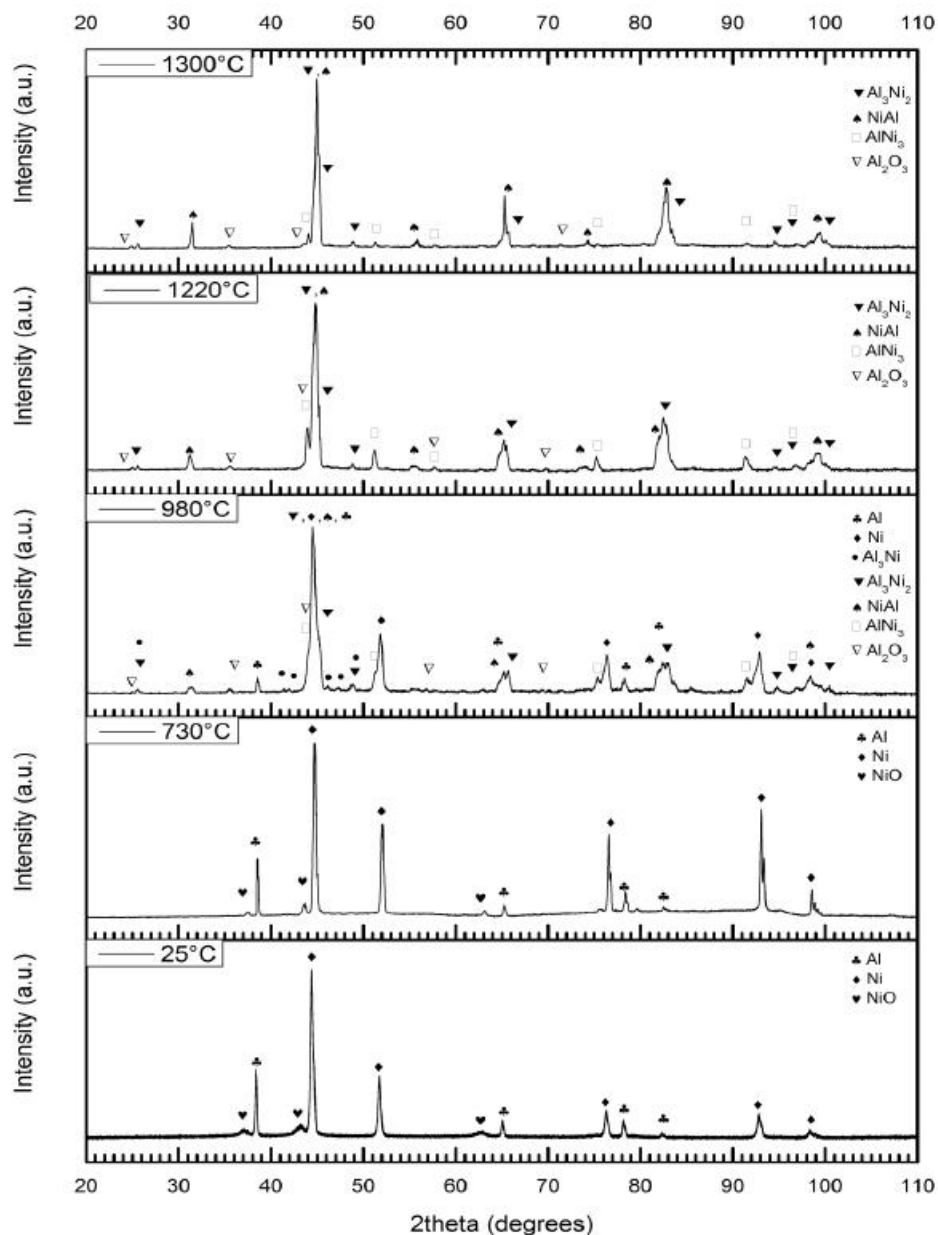 20 30 40 50 60 70 80 90 100 110
Intensity (a.u.)
1300°C
▼ Al₃Ni₂
♠ NiAl
□ AlNi₃
▽ Al₂O₃
Intensity (a.u.)
1220°C
▼ Al₃Ni₂
♠ NiAl
□ AlNi₃
▽ Al₂O₃
Intensity (a.u.)
980°C
♣ Al
♦ Ni
● Al₃Ni
▼ Al₃Ni₂
♠ NiAl
□ AlNi₃
▽ Al₂O₃
Intensity (a.u.)
730°C
♣ Al
♦ Ni
♥ NiO
Intensity (a.u.)
25°C
♣ Al
♦ Ni
♥ NiO
20 30 40 50 60 70 80 90 100 110
2theta (degrees)